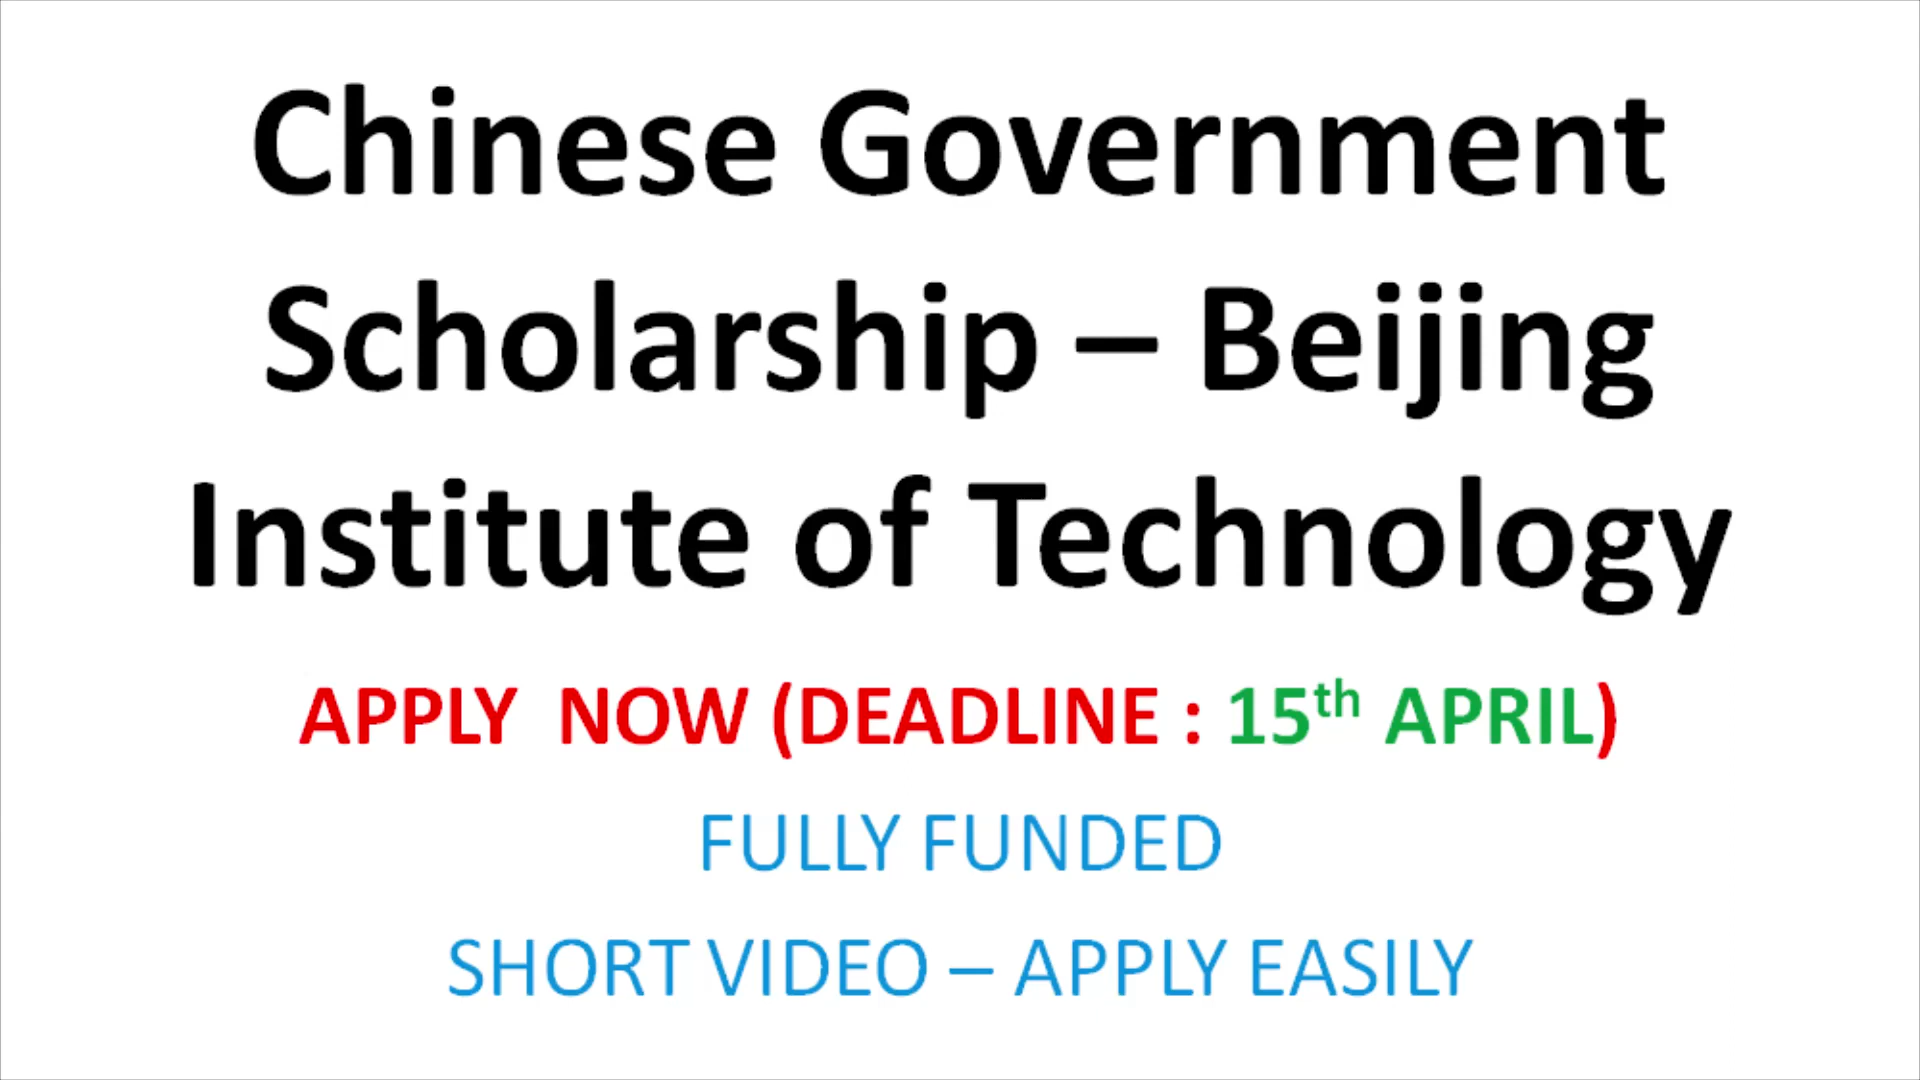 Chinese Government
Scholarship – Beijing
Institute of Technology
APPLY  NOW (DEADLINE : 15th APRIL)
FULLY FUNDED
SHORT VIDEO – APPLY EASILY